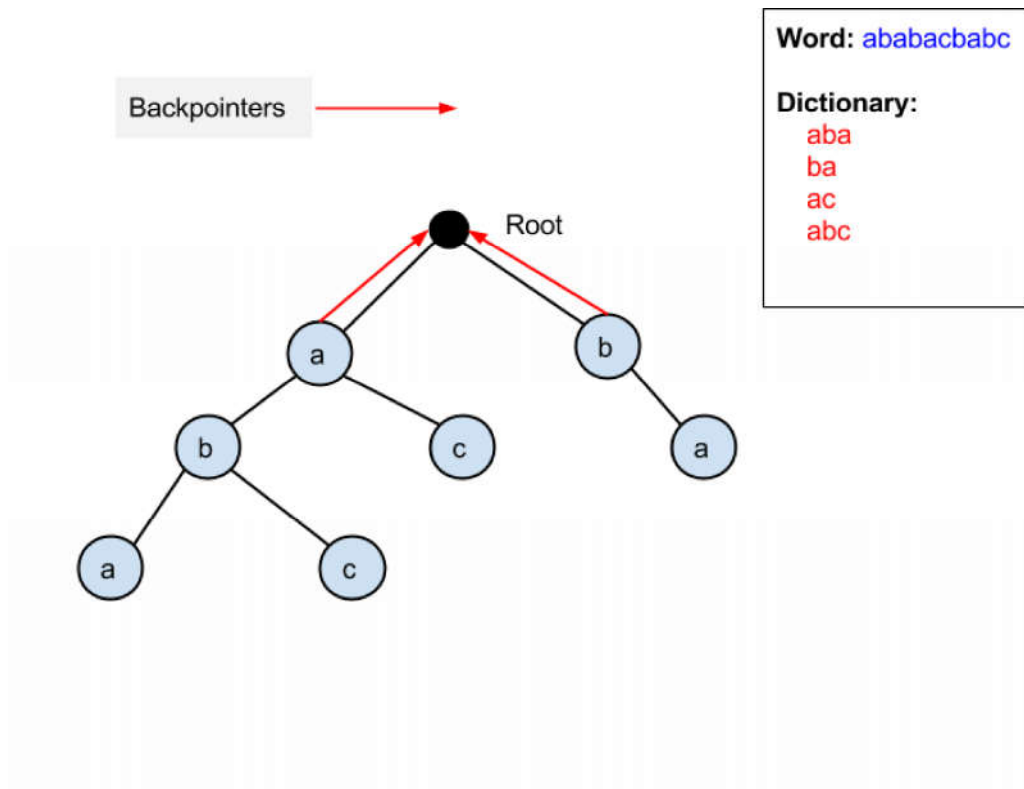 Word: ababacbabc
Backpointers
Dictionary:
aba
ba
ac
abc
Root
a
b
b
c
a
a
c